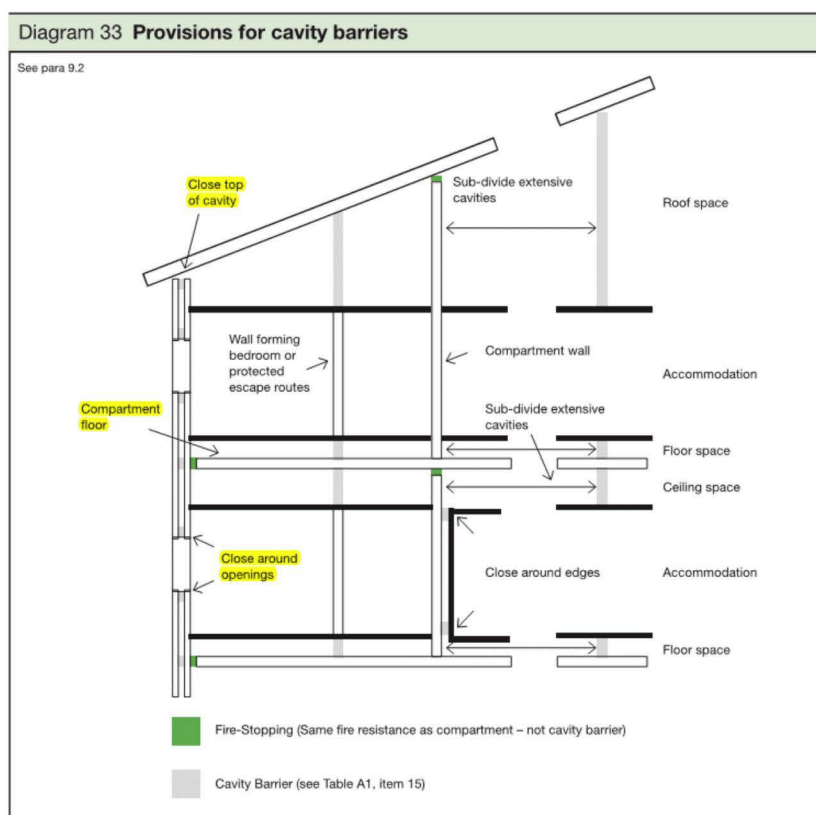 Diagram 33 Provisions for cavity barriers
See para 9.2
Close top
of cavity
Sub-divide extensive
cavities
Roof space
Wall forming
bedroom or
protected
escape routes
Compartment wall
Accommodation
Compartment
floor
Sub-divide extensive
cavities
Floor space
Ceiling space
Close around
openings
Close around edges
Accommodation
Floor space
Fire-Stopping (Same fire resistance as compartment – not cavity barrier)
Cavity Barrier (see Table A1, item 15)